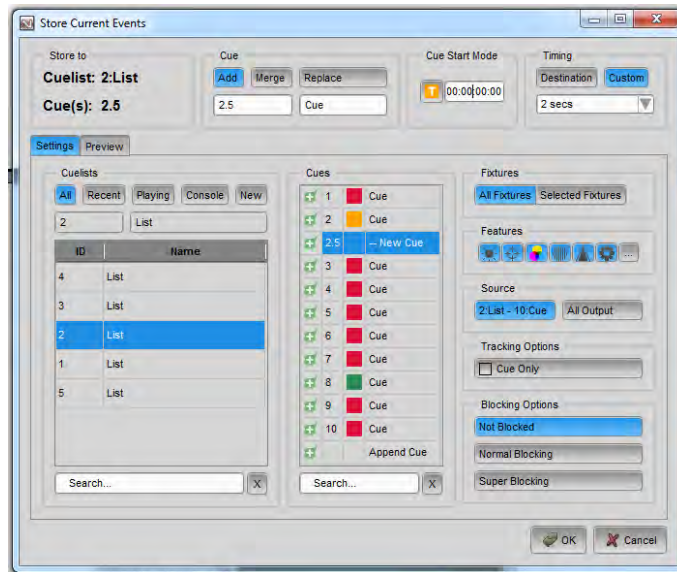 Store Current Events
Store to
Cuelist: 2:List
Cue(s): 2.5
Cue
Add Merge Replace
2.5 Cue
Cue Start Mode
T 00:00:00:00
Timing
Destination Custom
2 secs
Settings Preview
Cuelists
All Recent Playing Console New
2 List
ID Name
4 List
3 List
2 List
1 List
5 List
Search... X
Cues
1 Cue
2 Cue
2.5 -- New Cue
3 Cue
4 Cue
5 Cue
6 Cue
7 Cue
8 Cue
9 Cue
10 Cue
Append Cue
Search... X
Fixtures
All Fixtures Selected Fixtures
Features
...
Source
2:List - 10:Cue All Output
Tracking Options
Cue Only
Blocking Options
Not Blocked
Normal Blocking
Super Blocking
OK Cancel